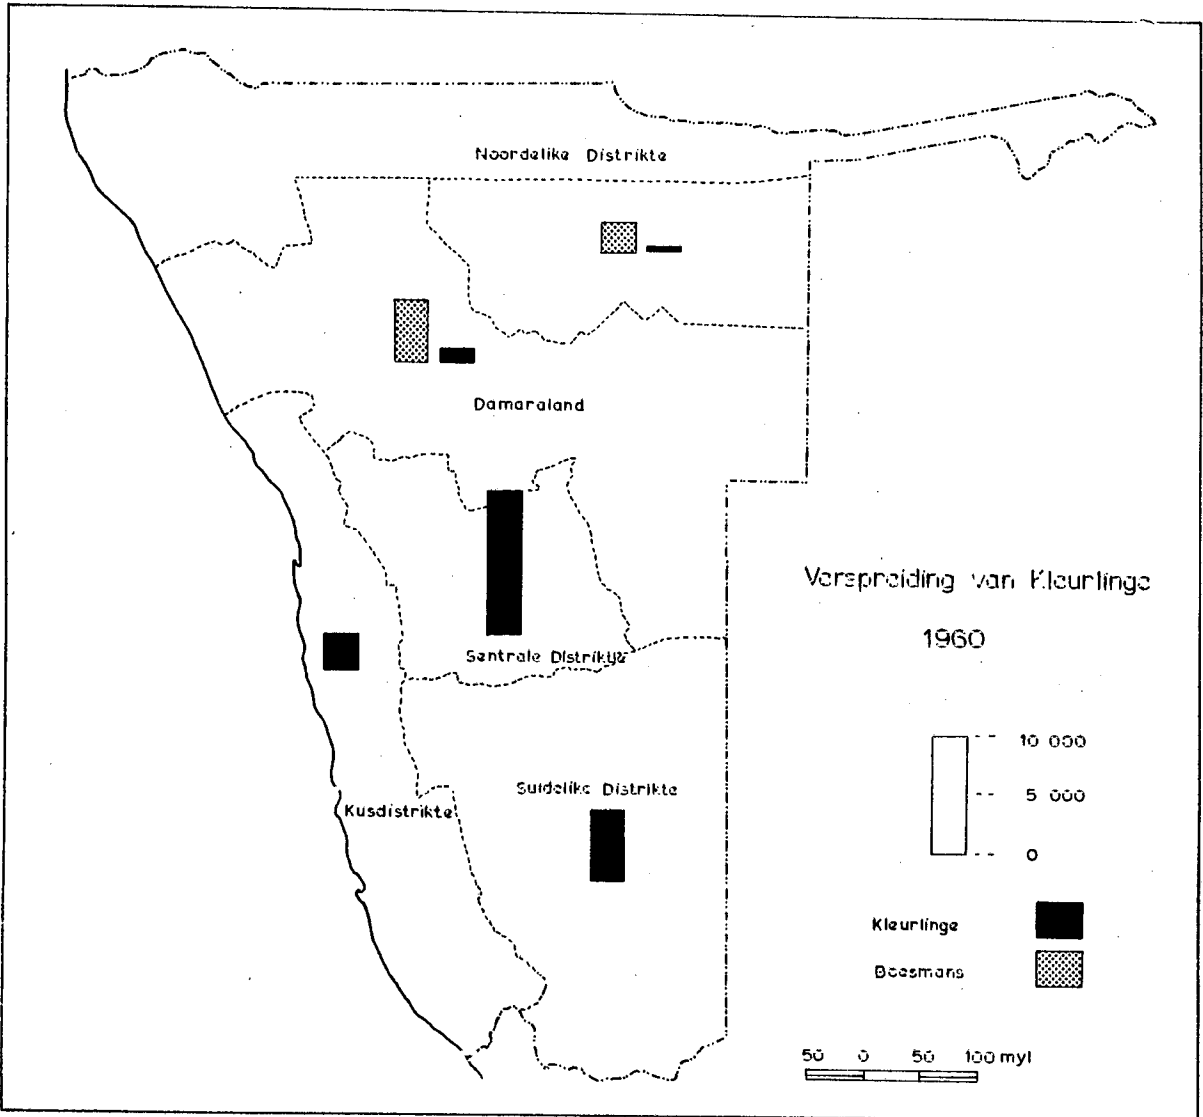 Noordelike Distrikte
Damaraland
Verspreiding van Kleurlinge
1960
Sentrale Distrikte
10 000
5 000
0
Suidelike Distrikte
Kusdistrikte
Kleurlinge
Boesmans
50 0 50 100 myl